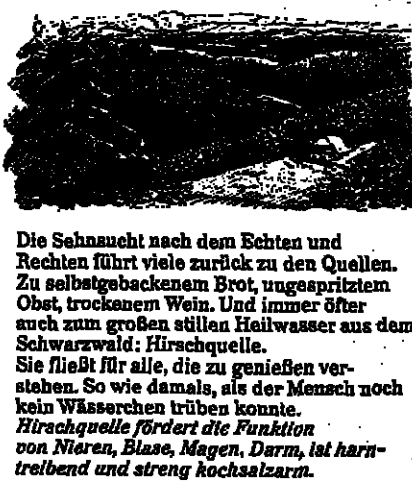 Die Sehnsucht nach dem Echten und
Rechten führt viele zurück zu den Quellen.
Zu selbstgebackenem Brot, ungespritztem
Obst, trockenem Wein. Und immer öfter
auch zum großen stillen Heilwasser aus dem
Schwarzwald: Hirschquelle.
Sie fließt für alle, die zu genießen ver-
stehen. So wie damals, als der Mensch noch
kein Wässerchen trüben konnte.
Hirschquelle fördert die Funktion
von Nieren, Blase, Magen, Darm, ist harn-
treibend und streng kochsalzarm.